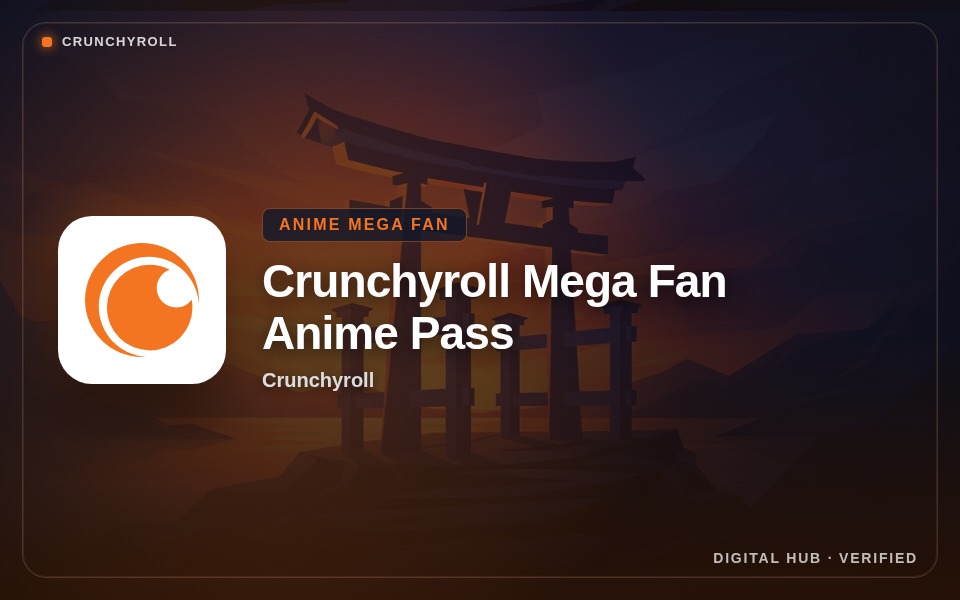 CRUNCHYROLL
ANIME MEGA FAN
Crunchyroll Mega Fan
Anime Pass
Crunchyroll
DIGITAL HUB · VERIFIED